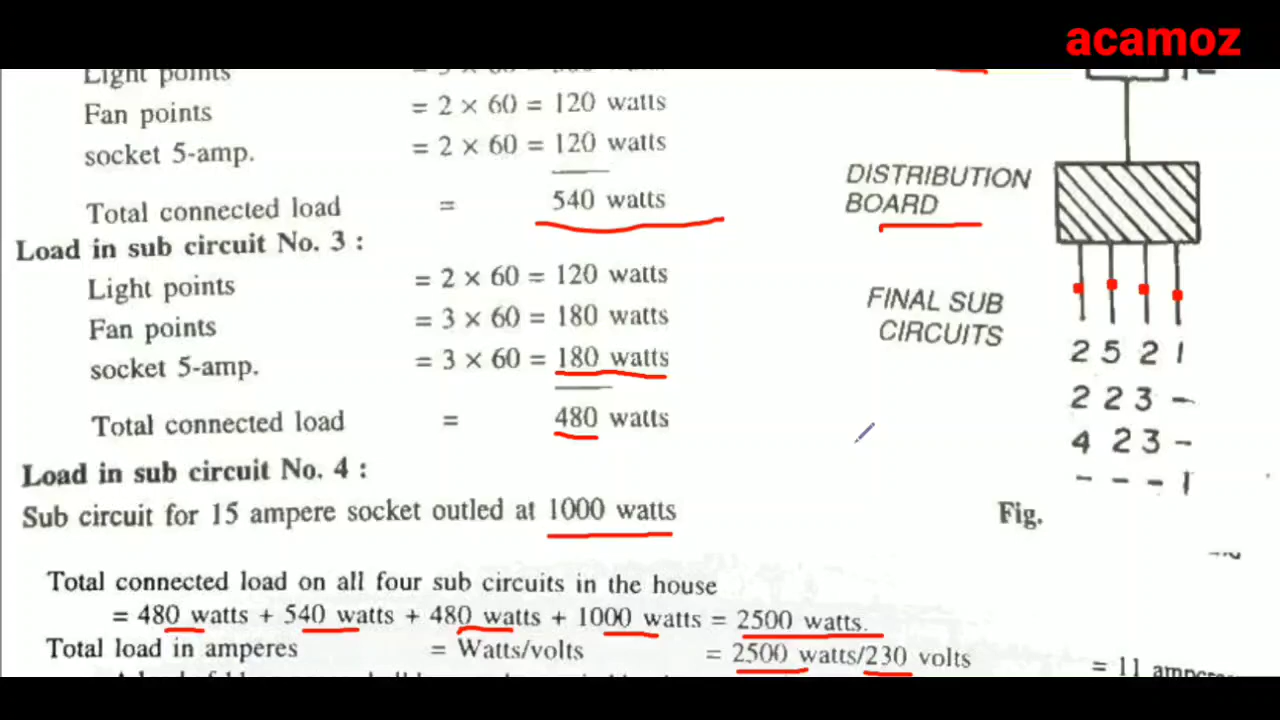 acamoz
Light points
Fan points = 2 × 60 = 120 watts
socket 5-amp. = 2 × 60 = 120 watts
Total connected load = 540 watts
Load in sub circuit No. 3 :
Light points = 2 × 60 = 120 watts
Fan points = 3 × 60 = 180 watts
socket 5-amp. = 3 × 60 = 180 watts
Total connected load = 480 watts
Load in sub circuit No. 4 :
Sub circuit for 15 ampere socket outled at 1000 watts
Total connected load on all four sub circuits in the house
= 480 watts + 540 watts + 480 watts + 1000 watts = 2500 watts.
Total load in amperes = Watts/volts = 2500 watts/230 volts = 11
DISTRIBUTION
BOARD
FINAL SUB
CIRCUITS
2 5 2 1
2 2 3 -
4 2 3 -
- - - 1
Fig.